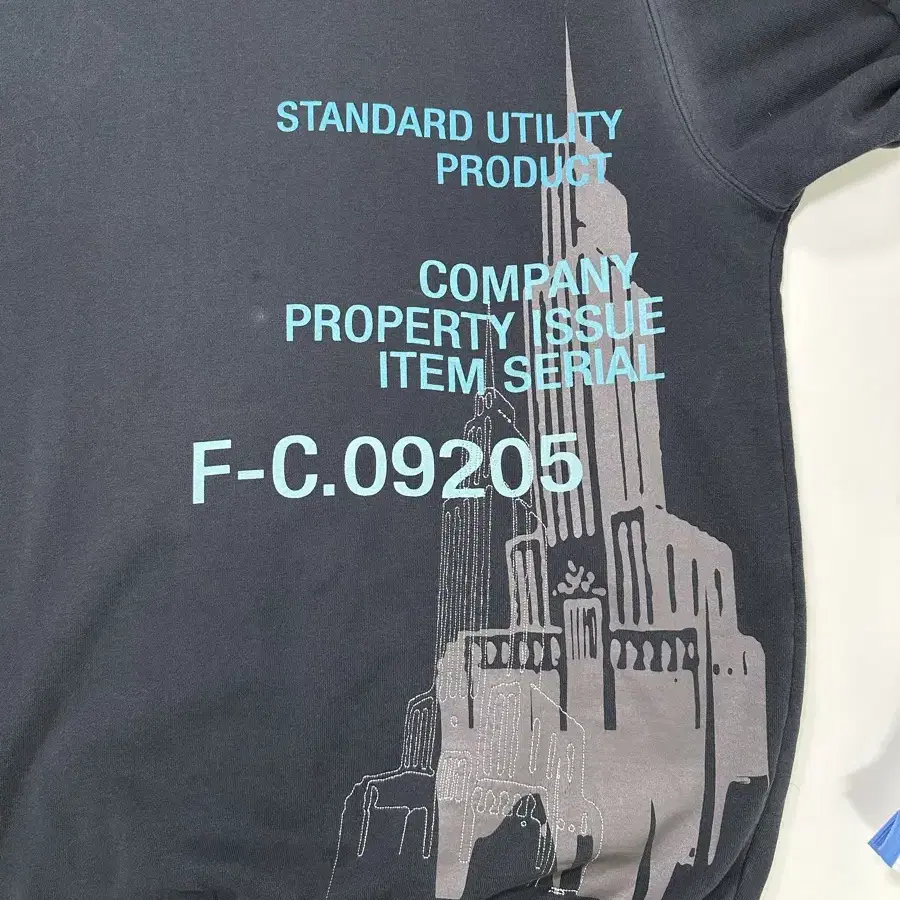 STANDARD UTILITY
PRODUCT
COMPANY
PROPERTY ISSUE
ITEM SERIAL
F-C.09205